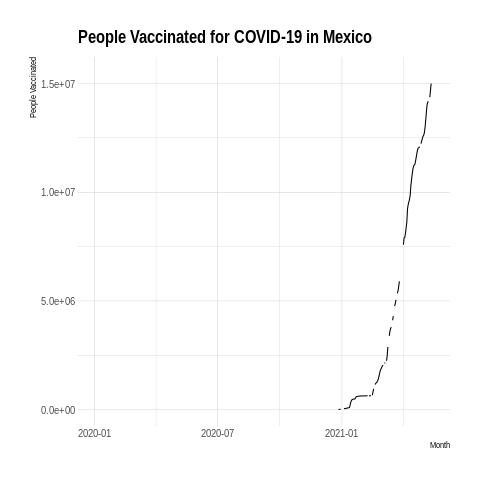 People Vaccinated for COVID-19 in Mexico
People Vaccinated
1.5e+07
1.0e+07
5.0e+06
0.0e+00
2020-01
2020-07
2021-01
Month